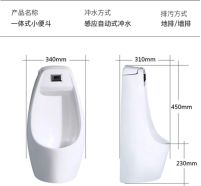 产品名称 冲水方式 排污方式
一体式小便斗 感应自动式冲水 地排/墙排
340mm 310mm
450mm
230mm